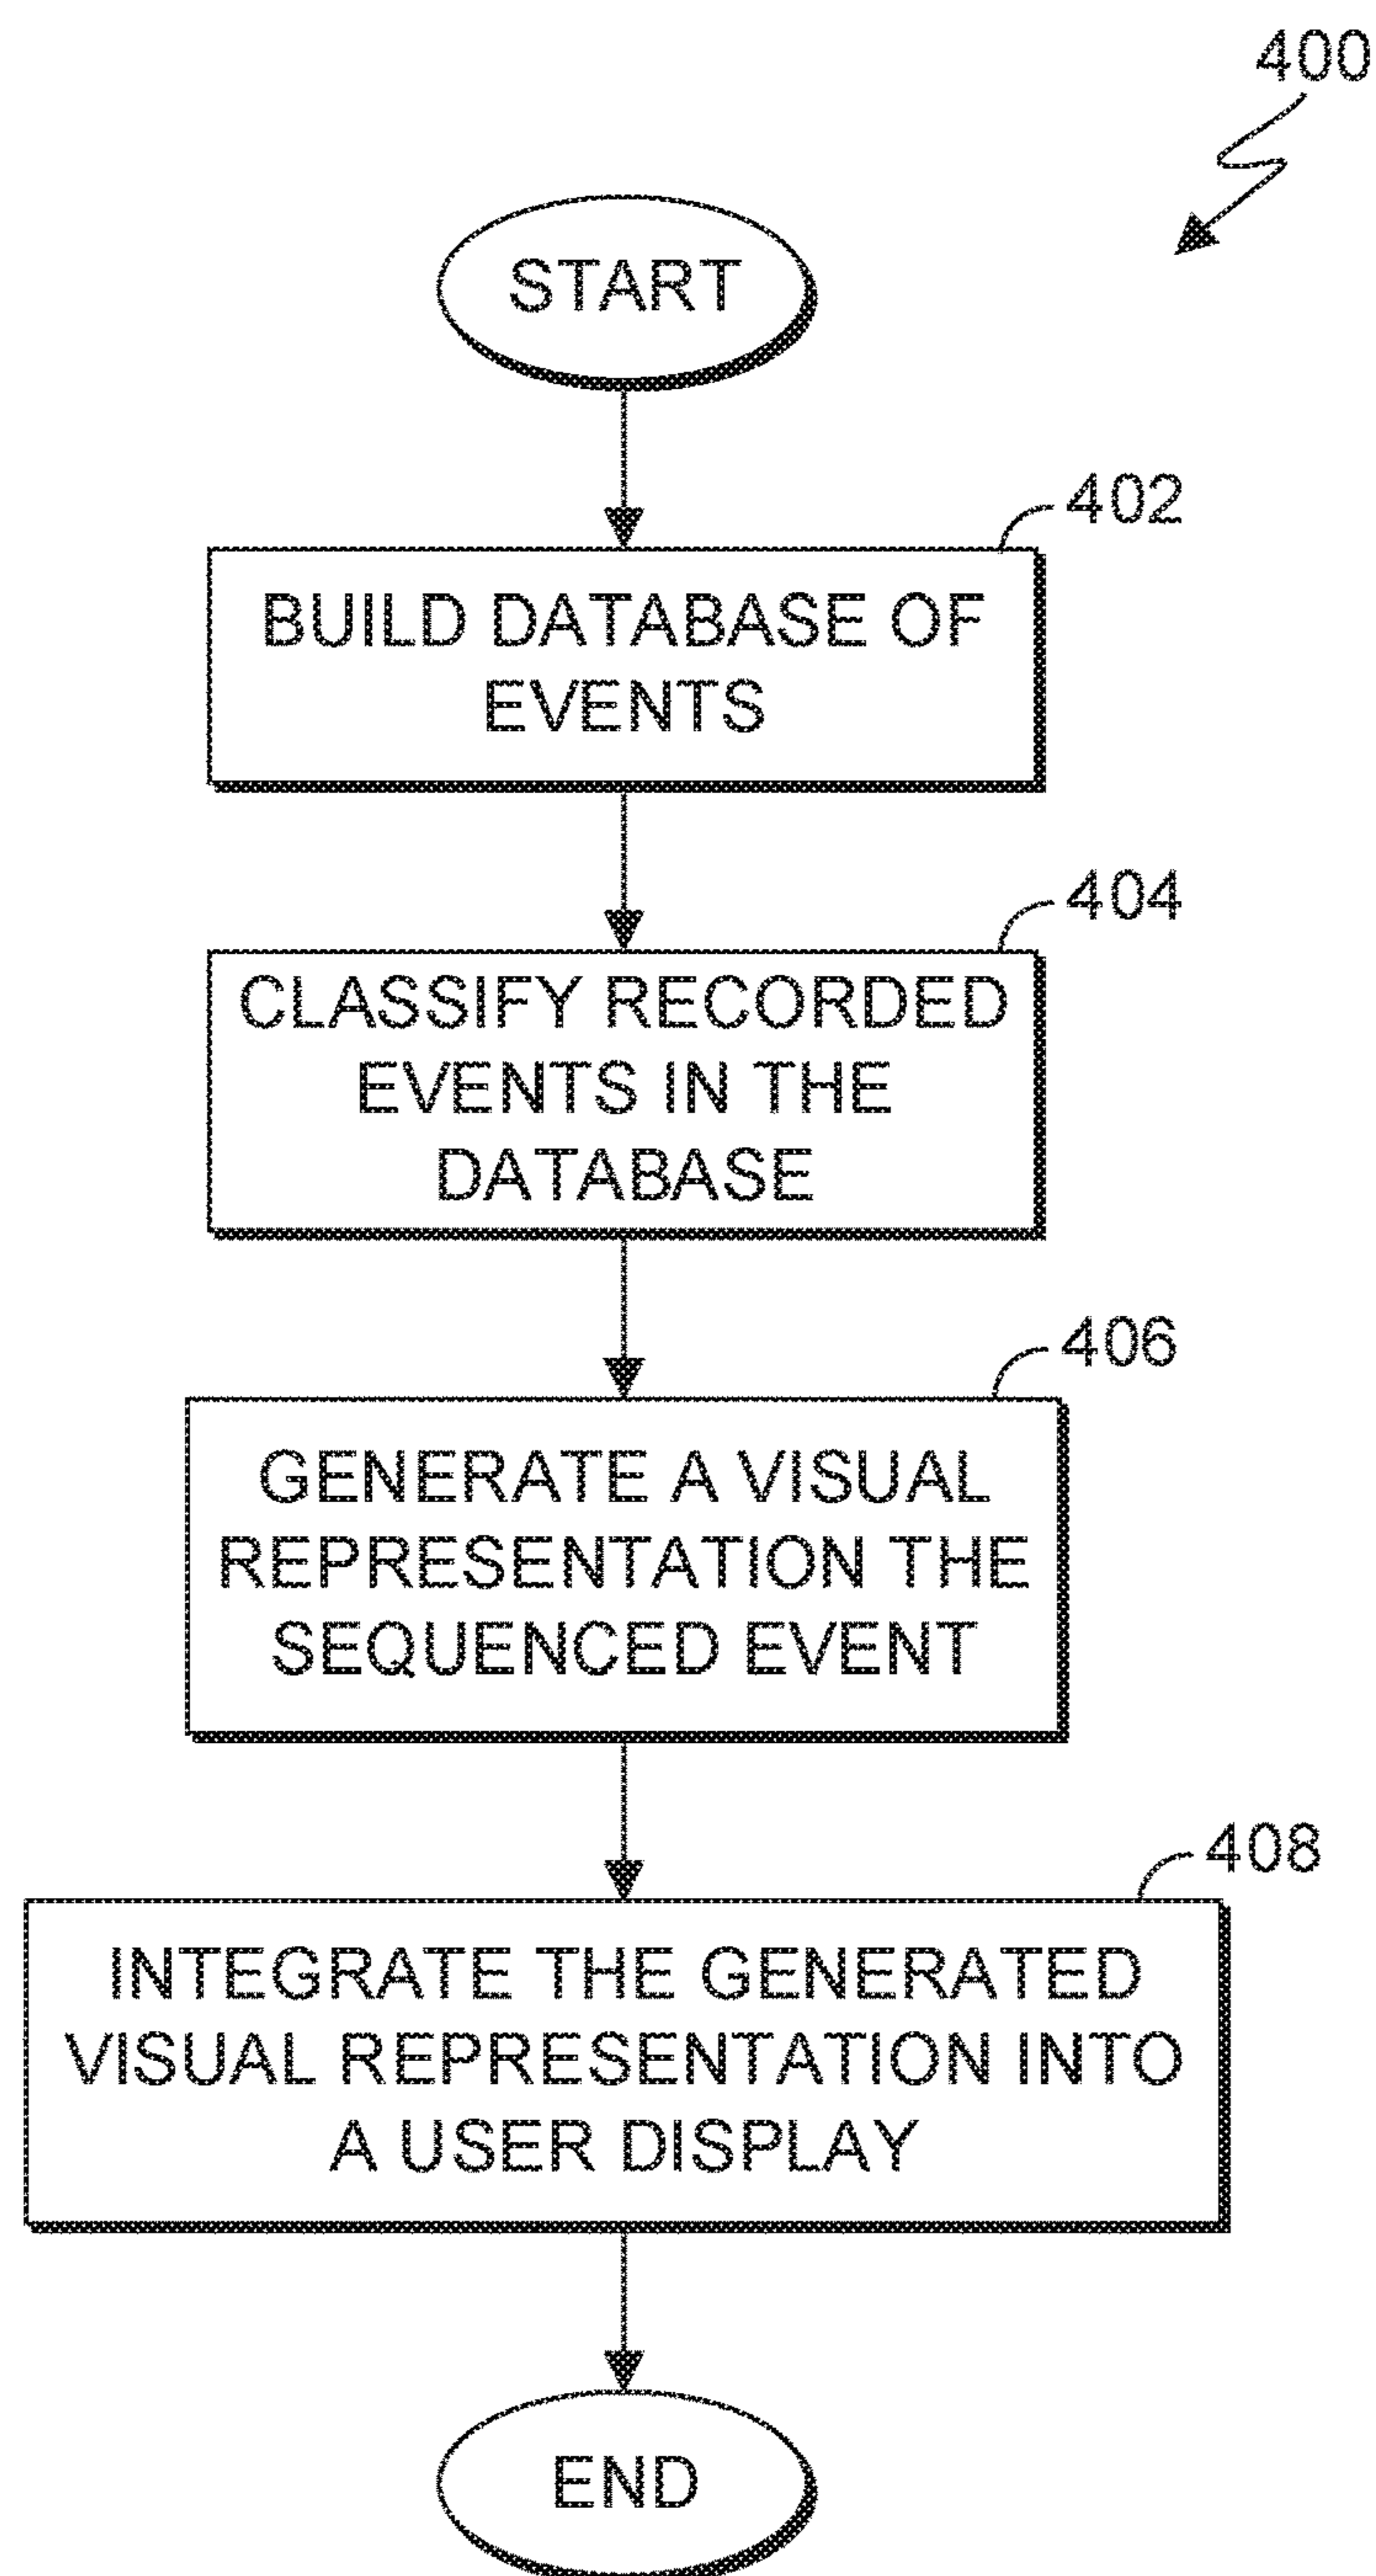 400
START
402
BUILD DATABASE OF
EVENTS
404
CLASSIFY RECORDED
EVENTS IN THE
DATABASE
406
GENERATE A VISUAL
REPRESENTATION THE
SEQUENCED EVENT
408
INTEGRATE THE GENERATED
VISUAL REPRESENTATION INTO
A USER DISPLAY
END